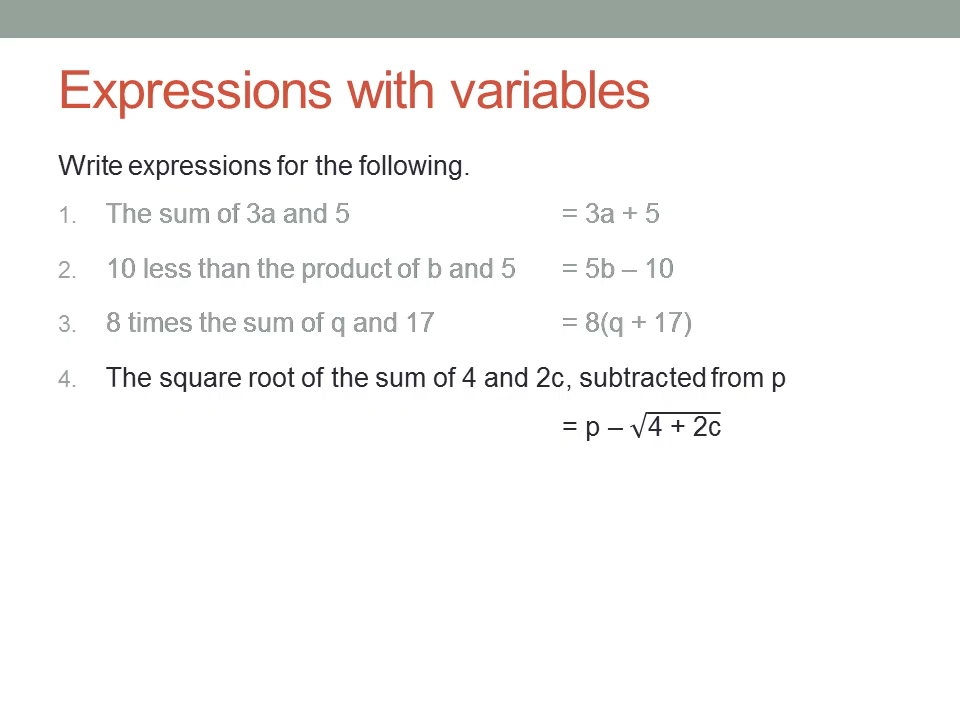 Expressions with variables
Write expressions for the following.
1. The sum of 3a and 5 = 3a + 5
2. 10 less than the product of b and 5 = 5b – 10
3. 8 times the sum of q and 17 = 8(q + 17)
4. The square root of the sum of 4 and 2c, subtracted from p
= p – √4 + 2c